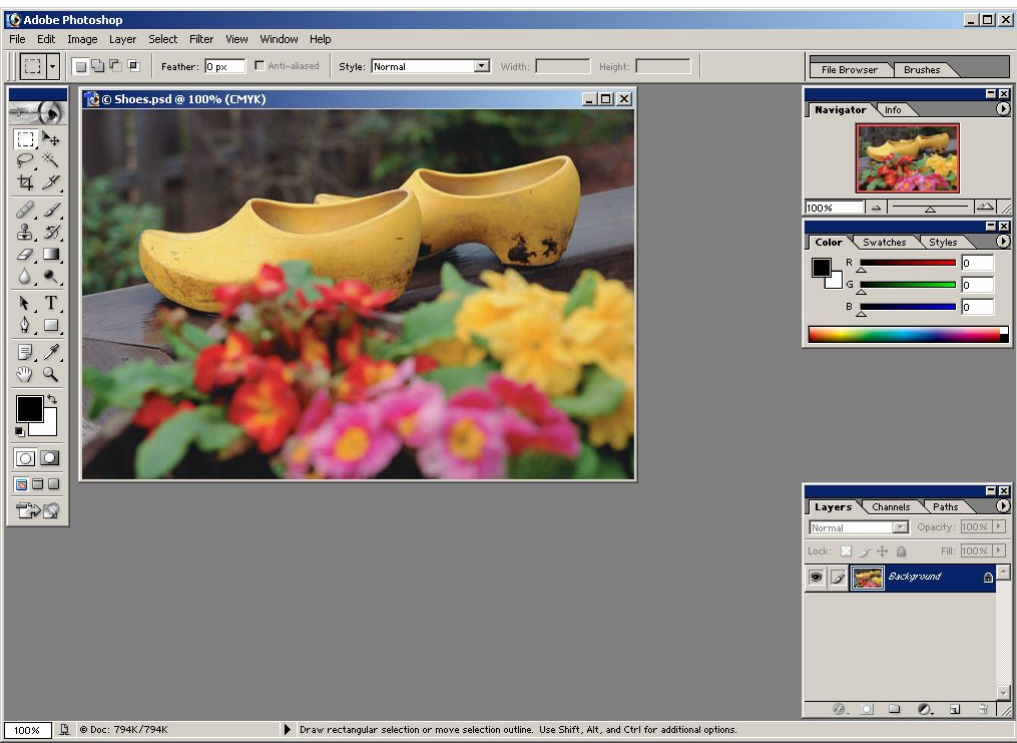 Adobe Photoshop
File Edit Image Layer Select Filter View Window Help
Feather: 0 px Anti-aliased Style: Normal Width: Height:
File Browser Brushes
© Shoes.psd @ 100% (CMYK)
Navigator Info
100%
Color Swatches Styles
R 0
G 0
B 0
T
Layers Channels Paths
Normal Opacity: 100%
Lock: Fill: 100%
Background
100% © Doc: 794K/794K Draw rectangular selection or move selection outline. Use Shift, Alt, and Ctrl for additional options.